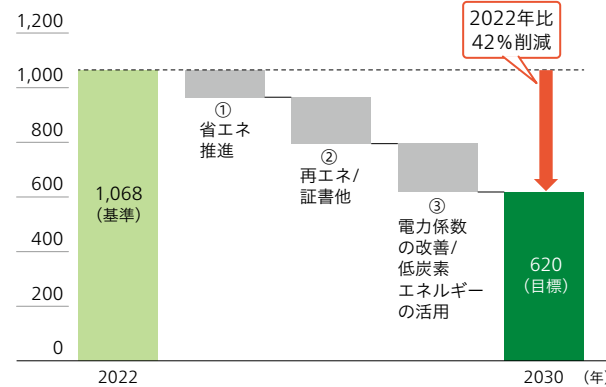 2022年比
42%削減
1,200
1,000
800
600
400
200
0
1,068
（基準）
①
省エネ
推進
②
再エネ/
証書他
③
電力係数
の改善/
低炭素
エネルギー
の活用
620
（目標）
2022
2030
（年）